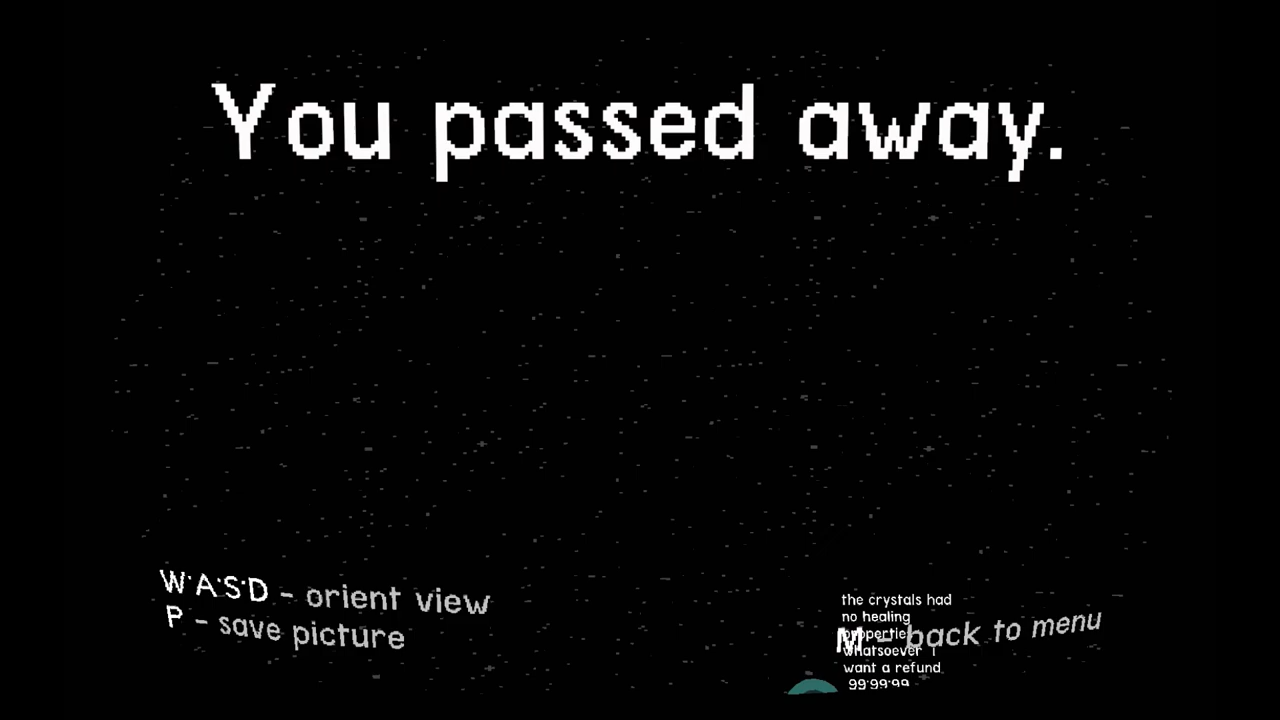 You passed away.
W·A·S·D - orient view
P - save picture
the crystals had
no healing
propertie
whatsoever i
want a refund
99:99:99
M - back to menu